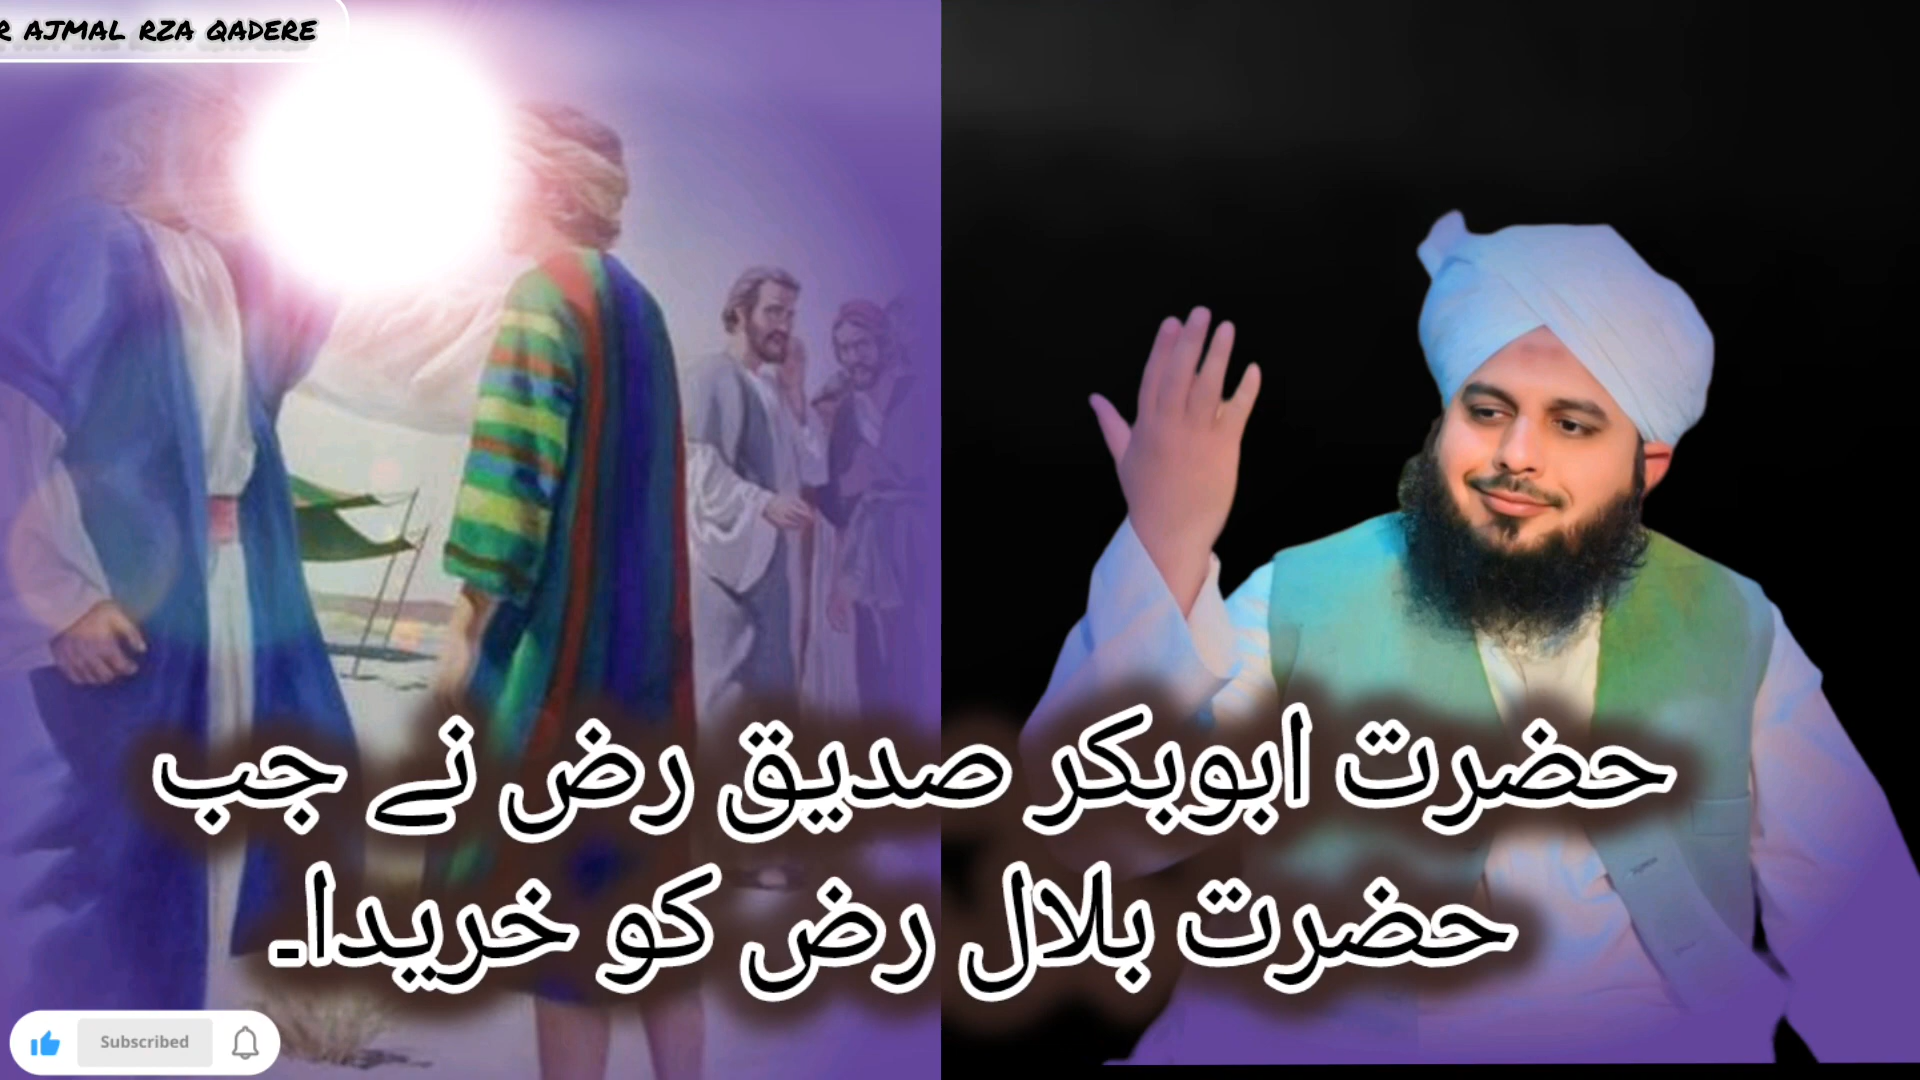 R AJMAL RZA QADERE
حضرت ابوبکر صدیق رض نے جب
حضرت بلال رض کو خریدا۔
Subscribed